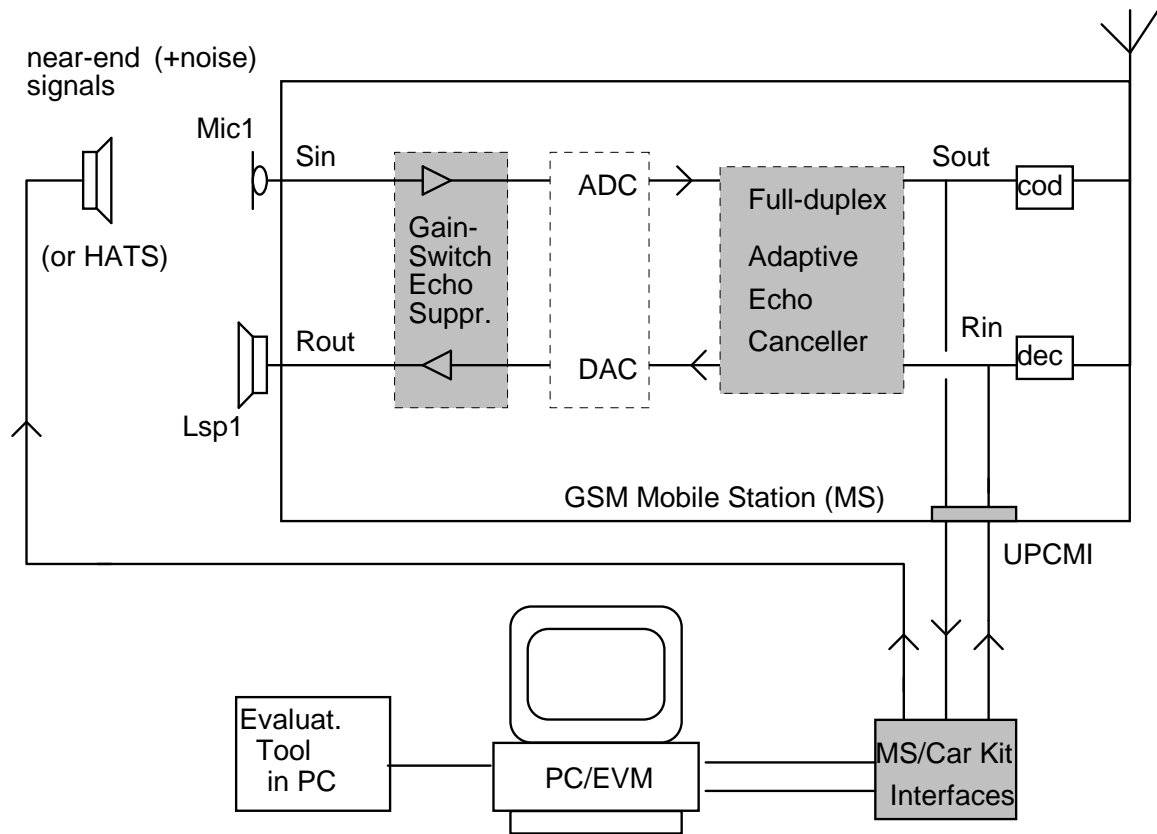 near-end (+noise)
signals
Mic1
Sin
ADC
Sout
cod
Full-duplex
Adaptive
Echo
Canceller
Gain-
Switch
Echo
Suppr.
(or HATS)
Rout
DAC
Rin
dec
Lsp1
GSM Mobile Station (MS)
UPCMI
Evaluat.
Tool
in PC
PC/EVM
MS/Car Kit
Interfaces